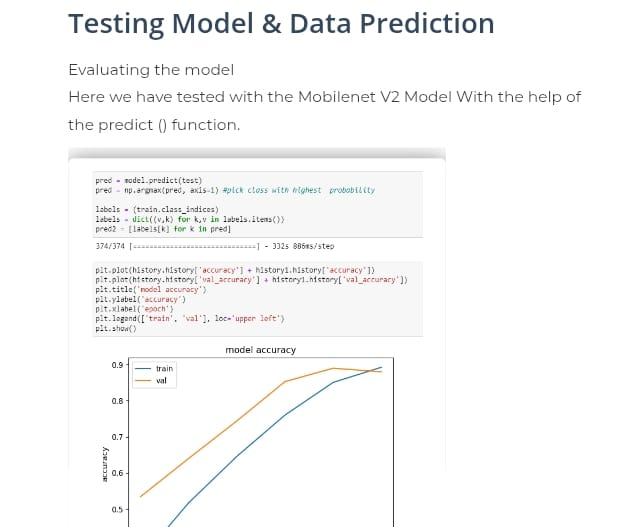 Testing Model & Data Prediction
Evaluating the model
Here we have tested with the Mobilenet V2 Model With the help of
the predict () function.
pred = model.predict(test)
pred = np.argmax(pred, axis=1) #pick class with highest probability
labels = (train.class_indices)
labels = dict((v,k) for k,v in labels.items())
pred2 = [labels[k] for k in pred]
374/374 [==============================] - 332s 886ms/step
plt.plot(history.history['accuracy'] + history1.history['accuracy'])
plt.plot(history.history['val_accuracy'] + history1.history['val_accuracy'])
plt.title('model accuracy')
plt.ylabel('accuracy')
plt.xlabel('epoch')
plt.legend(['train', 'val'], loc='upper left')
plt.show()
model accuracy
0.9
train
val
0.8
0.7
accuracy
0.6
0.5